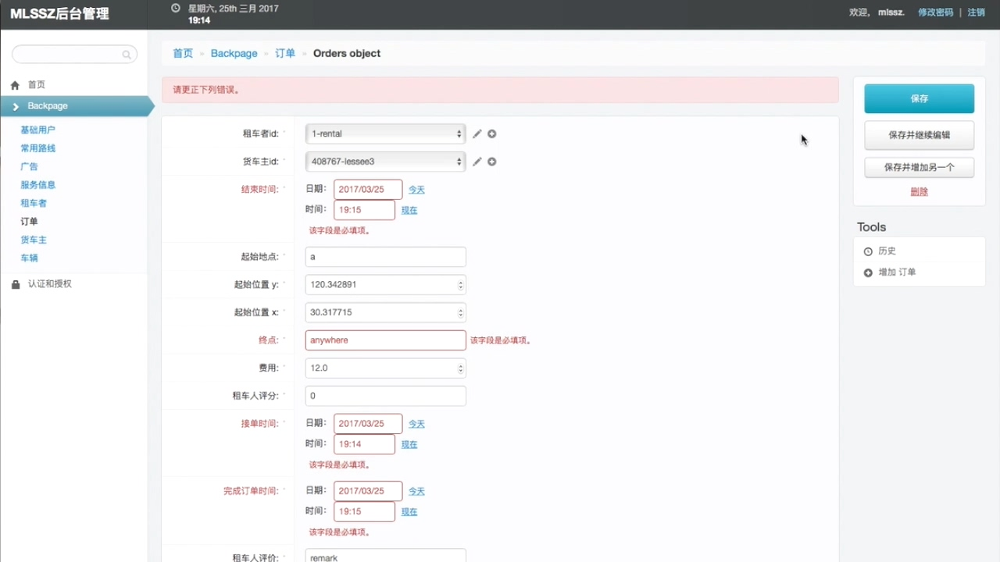 MLSSZ后台管理
星期六, 25th 三月 2017
19:14
欢迎, mlssz. 修改密码 | 注销
首页 » Backpage » 订单 » Orders object
首页
Backpage
基础用户
常用路线
广告
服务信息
租车者
订单
货车主
车辆
认证和授权
请更正下列错误。
租车者id: * 1-rental
货车主id: * 408767-lessee3
结束时间: * 日期: 2017/03/25 今天
时间: 19:15 现在
该字段是必填项。
起始地点: * a
起始位置 y: * 120.342891
起始位置 x: * 30.317715
终点: * anywhere 该字段是必填项。
费用: * 12.0
租车人评分: * 0
接单时间: * 日期: 2017/03/25 今天
时间: 19:14 现在
该字段是必填项。
完成订单时间: * 日期: 2017/03/25 今天
时间: 19:15 现在
该字段是必填项。
租车人评价: * remark
保存
保存并继续编辑
保存并增加另一个
删除
Tools
历史
增加 订单